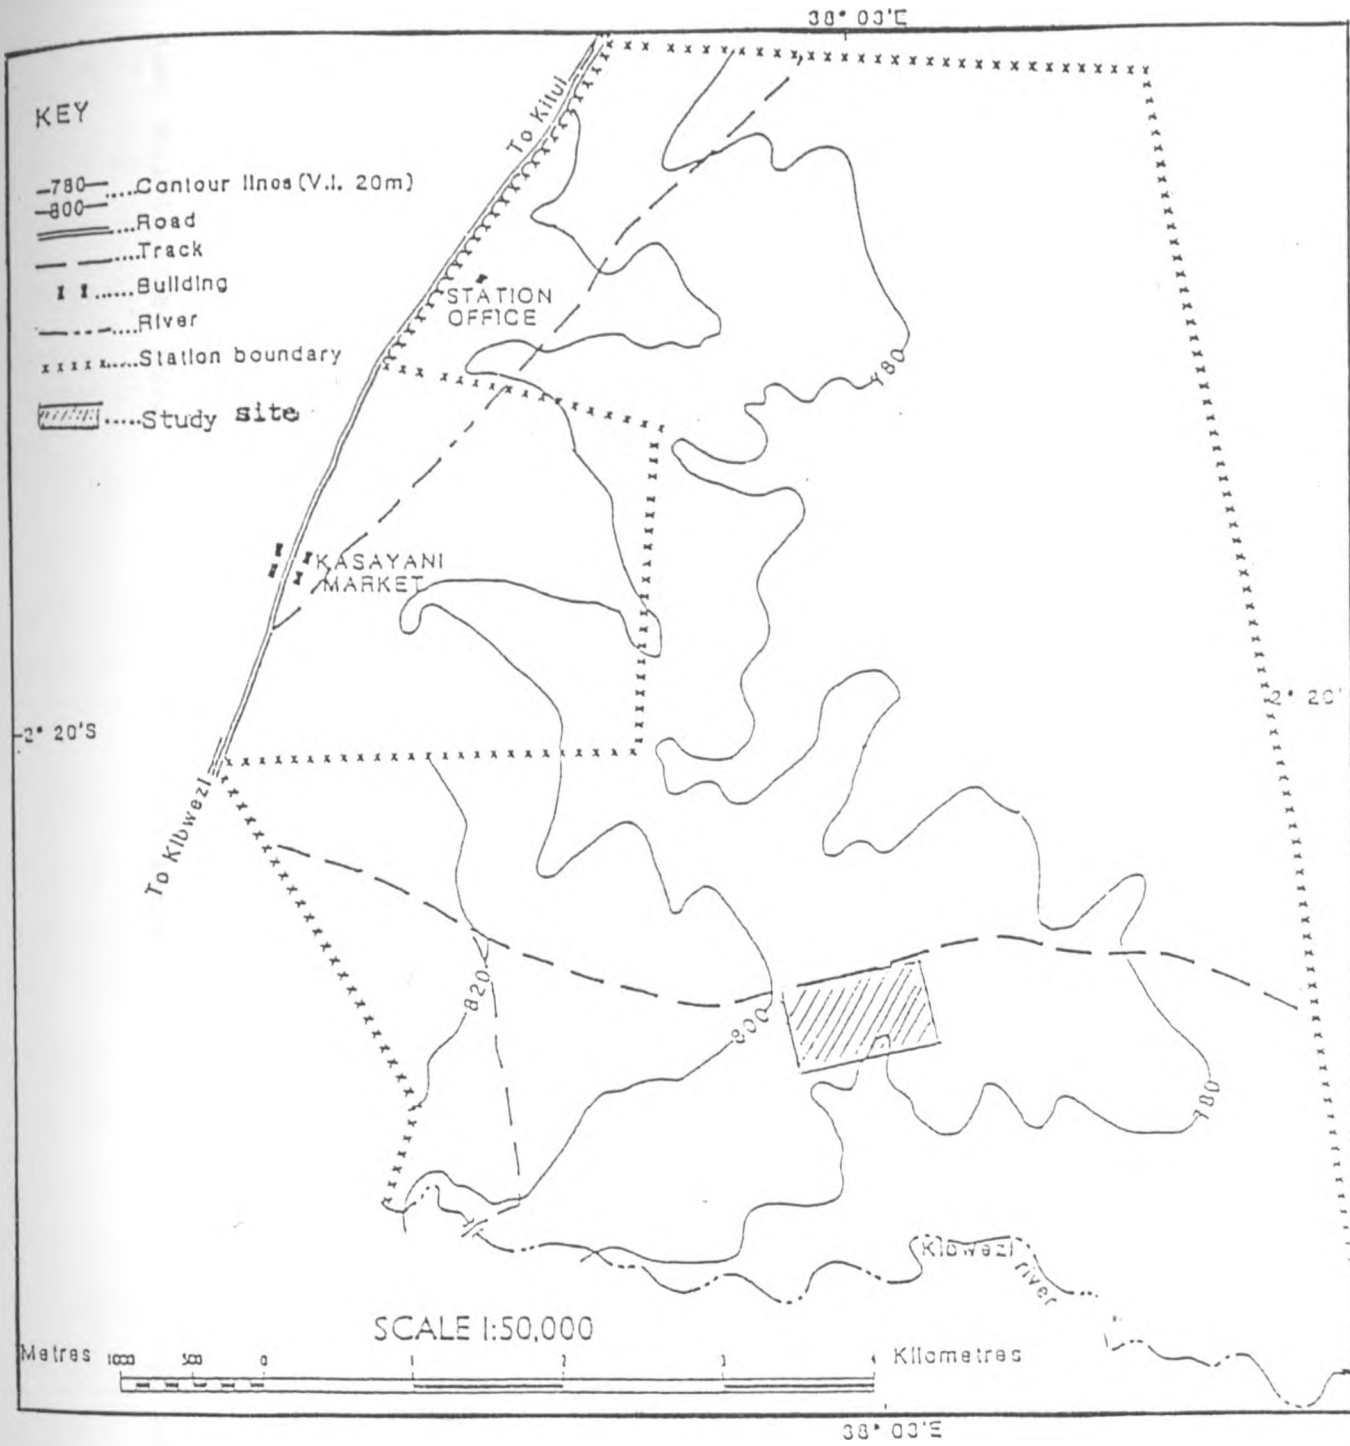 38° 03'E
KEY
—780—.....Contour lines (V.I. 20m)
—800—
.....Road
.....Track
.....Building
.....River
x x x x x.....Station boundary
.....Study site
To Kitui
STATION
OFFICE
780
KASAYANI
MARKET
2° 20'S
2° 20'
To Kibwezi
820
800
780
Kibwezi
river
SCALE 1:50,000
Metres 1000 500 0 1 2 3 4 Kilometres
38° 03'E